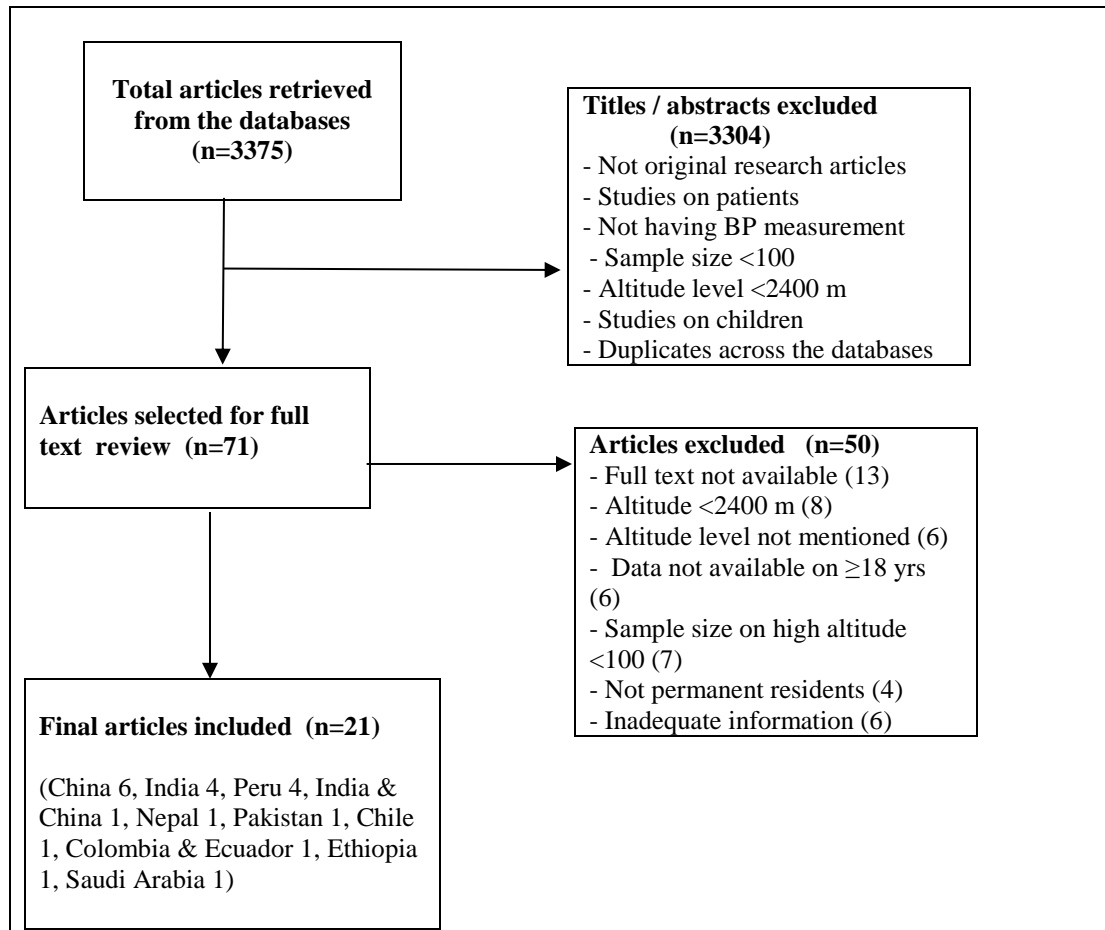 Total articles retrieved
from the databases
(n=3375)
Titles / abstracts excluded
(n=3304)
- Not original research articles
- Studies on patients
- Not having BP measurement
- Sample size <100
- Altitude level <2400 m
- Studies on children
- Duplicates across the databases
Articles selected for full
text review (n=71)
Articles excluded (n=50)
- Full text not available (13)
- Altitude <2400 m (8)
- Altitude level not mentioned (6)
- Data not available on ≥18 yrs
(6)
- Sample size on high altitude
<100 (7)
- Not permanent residents (4)
- Inadequate information (6)
Final articles included (n=21)
(China 6, India 4, Peru 4, India &
China 1, Nepal 1, Pakistan 1, Chile
1, Colombia & Ecuador 1, Ethiopia
1, Saudi Arabia 1)